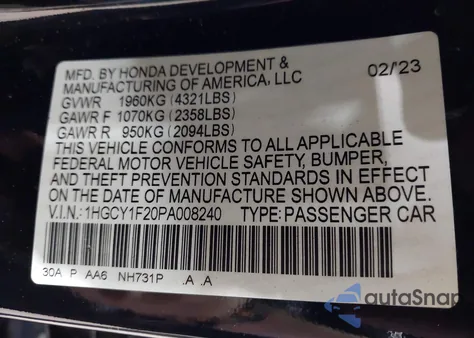 MFD. BY HONDA DEVELOPMENT &
MANUFACTURING OF AMERICA, LLC 02/'23
GVWR 1960KG (4321LBS)
GAWR F 1070KG (2358LBS)
GAWR R 950KG (2094LBS)
THIS VEHICLE CONFORMS TO ALL APPLICABLE
FEDERAL MOTOR VEHICLE SAFETY, BUMPER,
AND THEFT PREVENTION STANDARDS IN EFFECT
ON THE DATE OF MANUFACTURE SHOWN ABOVE.
V.I.N.: 1HGCY1F20PA008240 TYPE: PASSENGER CAR
30A P AA6 NH731P .A .A
autoSnap